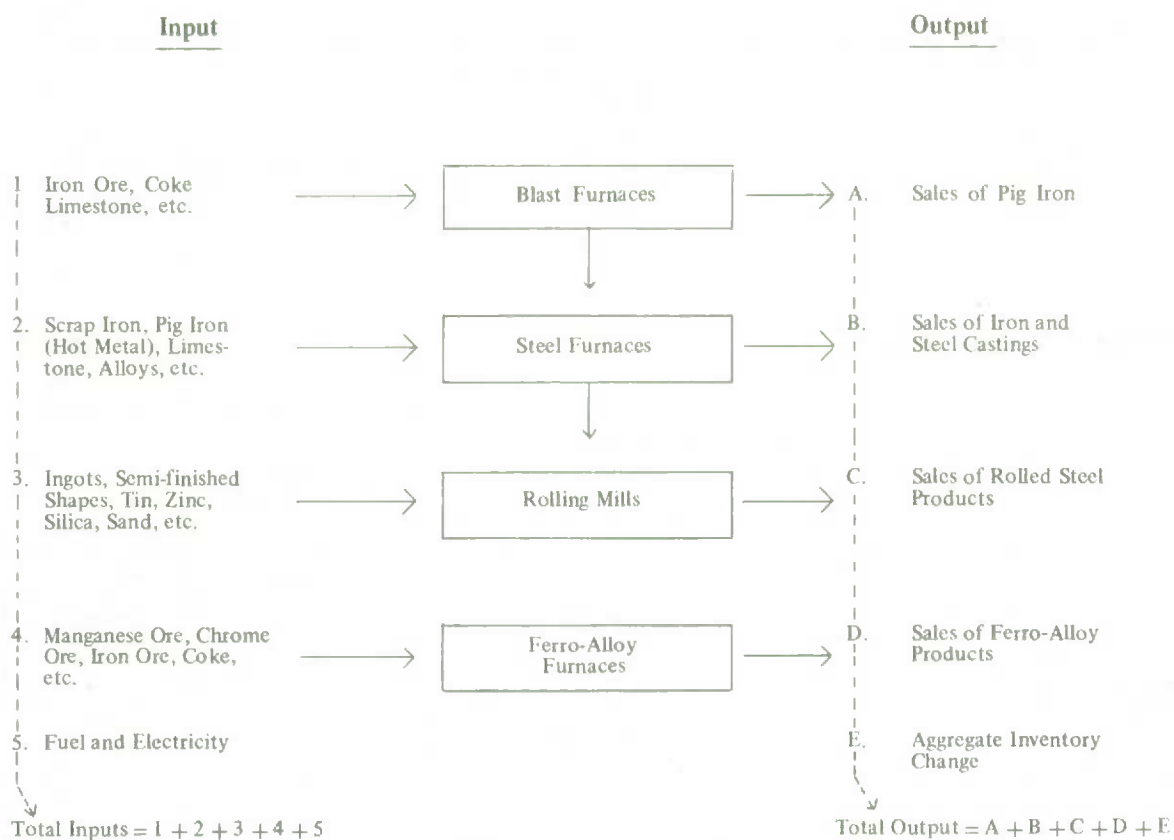 Input
Output
1 Iron Ore, Coke
Limestone, etc.
Blast Furnaces
A. Sales of Pig Iron
2. Scrap Iron, Pig Iron
(Hot Metal), Limes-
tone, Alloys, etc.
Steel Furnaces
B. Sales of Iron and
Steel Castings
3. Ingots, Semi-finished
Shapes, Tin, Zinc,
Silica, Sand, etc.
Rolling Mills
C. Sales of Rolled Steel
Products
4. Manganese Ore, Chrome
Ore, Iron Ore, Coke,
etc.
Ferro-Alloy
Furnaces
D. Sales of Ferro-Alloy
Products
5. Fuel and Electricity
E. Aggregate Inventory
Change
Total Inputs = 1 + 2 + 3 + 4 + 5
Total Output = A + B + C + D + E